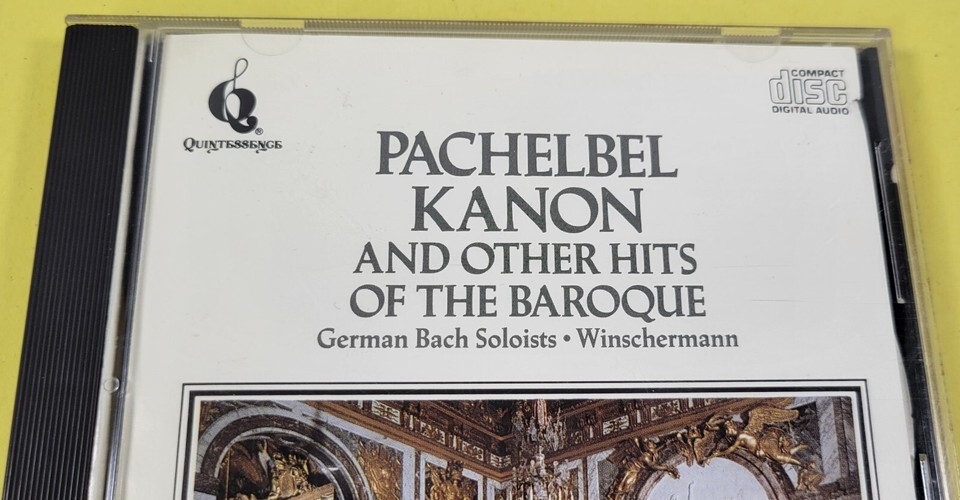 QUINTESSENCE®
COMPACT
disc
DIGITAL AUDIO
PACHELBEL
KANON
AND OTHER HITS
OF THE BAROQUE
German Bach Soloists • Winschermann